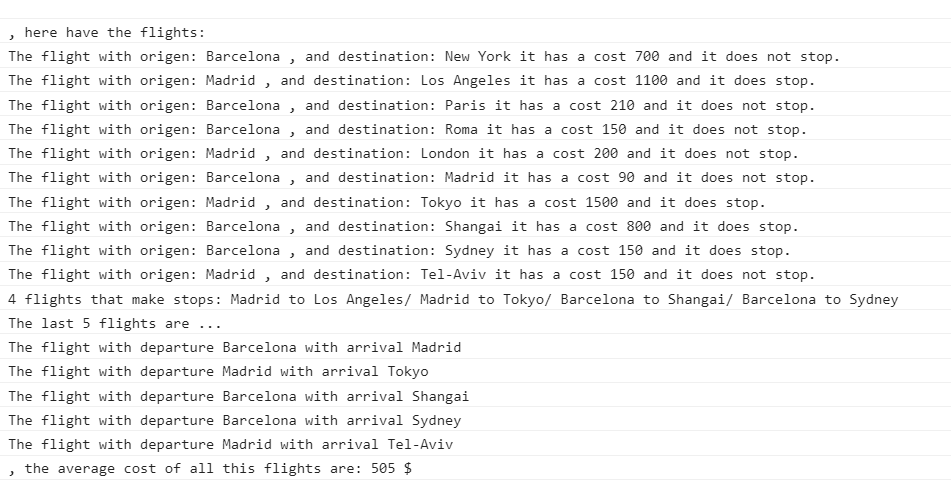 , here have the flights:
The flight with origen: Barcelona , and destination: New York it has a cost 700 and it does not stop.
The flight with origen: Madrid , and destination: Los Angeles it has a cost 1100 and it does stop.
The flight with origen: Barcelona , and destination: Paris it has a cost 210 and it does not stop.
The flight with origen: Barcelona , and destination: Roma it has a cost 150 and it does not stop.
The flight with origen: Madrid , and destination: London it has a cost 200 and it does not stop.
The flight with origen: Barcelona , and destination: Madrid it has a cost 90 and it does not stop.
The flight with origen: Madrid , and destination: Tokyo it has a cost 1500 and it does stop.
The flight with origen: Barcelona , and destination: Shangai it has a cost 800 and it does stop.
The flight with origen: Barcelona , and destination: Sydney it has a cost 150 and it does stop.
The flight with origen: Madrid , and destination: Tel-Aviv it has a cost 150 and it does not stop.
4 flights that make stops: Madrid to Los Angeles/ Madrid to Tokyo/ Barcelona to Shangai/ Barcelona to Sydney
The last 5 flights are ...
The flight with departure Barcelona with arrival Madrid
The flight with departure Madrid with arrival Tokyo
The flight with departure Barcelona with arrival Shangai
The flight with departure Barcelona with arrival Sydney
The flight with departure Madrid with arrival Tel-Aviv
, the average cost of all this flights are: 505 $